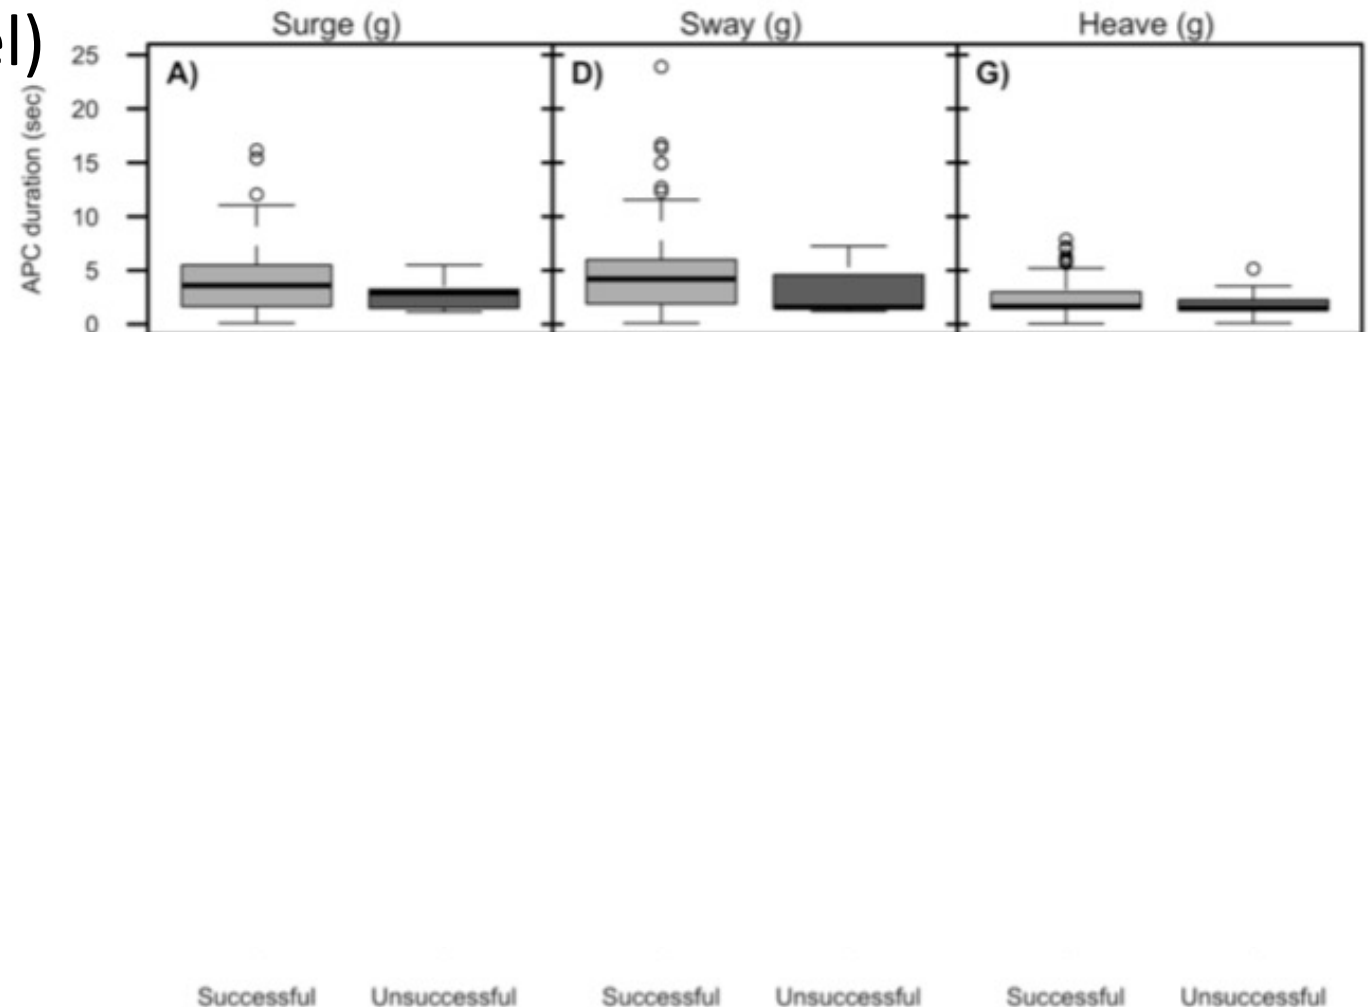 el)
Surge (g) Sway (g) Heave (g)
APC duration (sec)
25
20
15
10
5
0
A) D) G)
Successful Unsuccessful Successful Unsuccessful Successful Unsuccessful